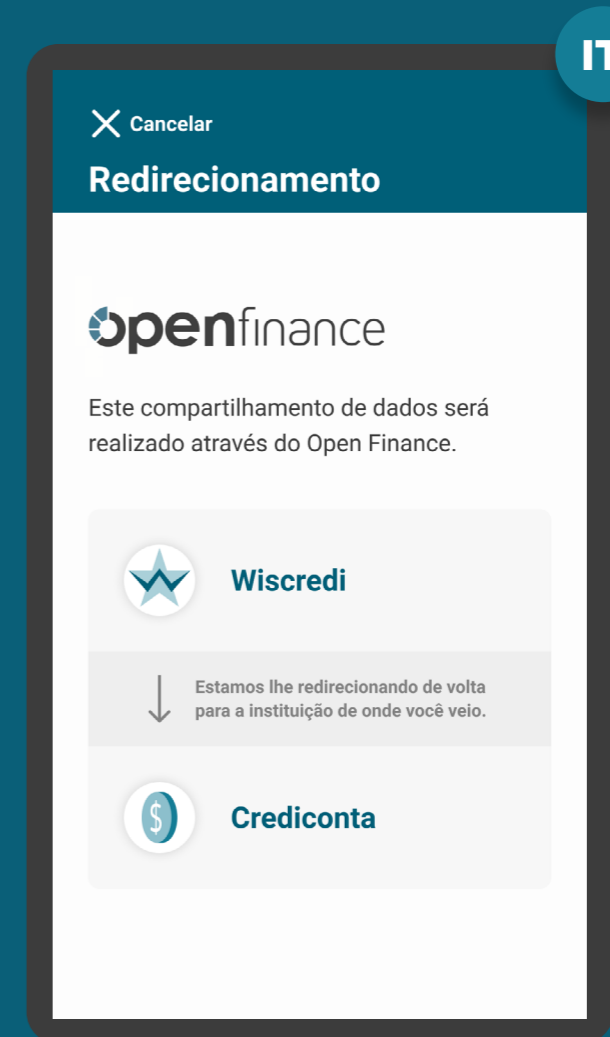 Cancelar
Redirecionamento
openfinance
Este compartilhamento de dados será
realizado através do Open Finance.
Wiscredi
Estamos lhe redirecionando de volta
para a instituição de onde você veio.
$
Crediconta